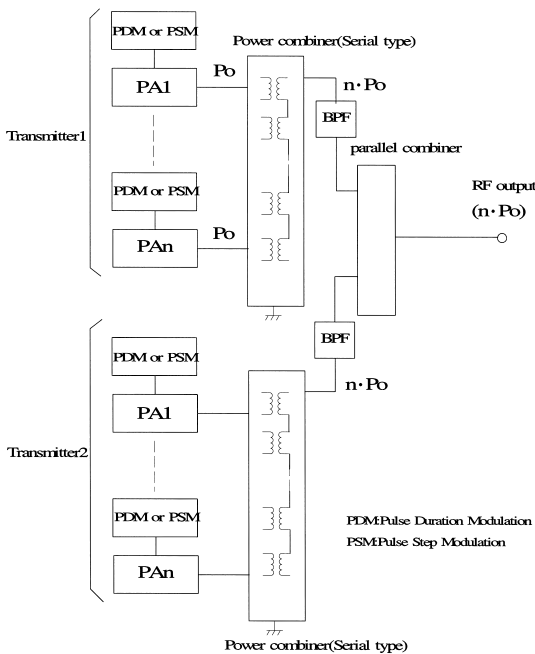 PDM or PSM
Power combiner(Serial type)
PA1
Po
n·Po
BPF
Transmitter1
parallel combiner
PDM or PSM
RF output
(n·Po)
PAn
Po
BPF
PDM or PSM
n·Po
PA1
Transmitter2
PDM or PSM
PDM:Pulse Duration Modulation
PSM:Pulse Step Modulation
PAn
Power combiner(Serial type)